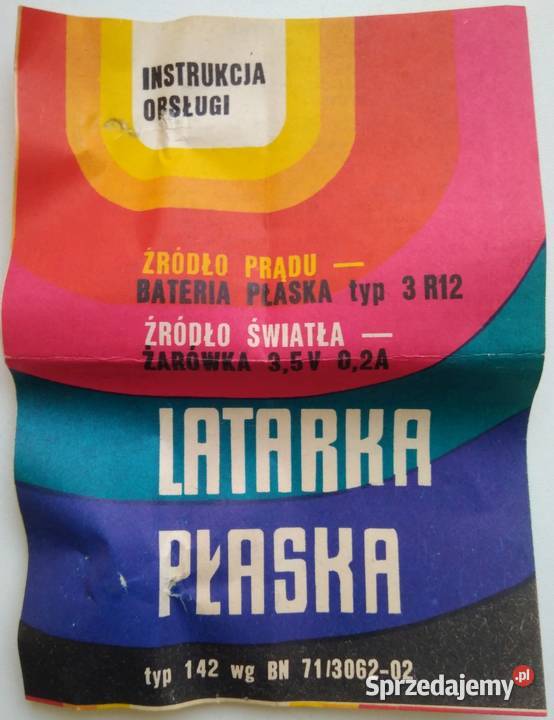 INSTRUKCJA
OBSŁUGI
ŹRÓDŁO PRĄDU —
BATERIA PŁASKA typ 3 R12
ŹRÓDŁO ŚWIATŁA —
ŻARÓWKA 3,5V 0,2A
LATARKA
PŁASKA
typ 142 wg BN 71/3062-02
Sprzedajemy.pl